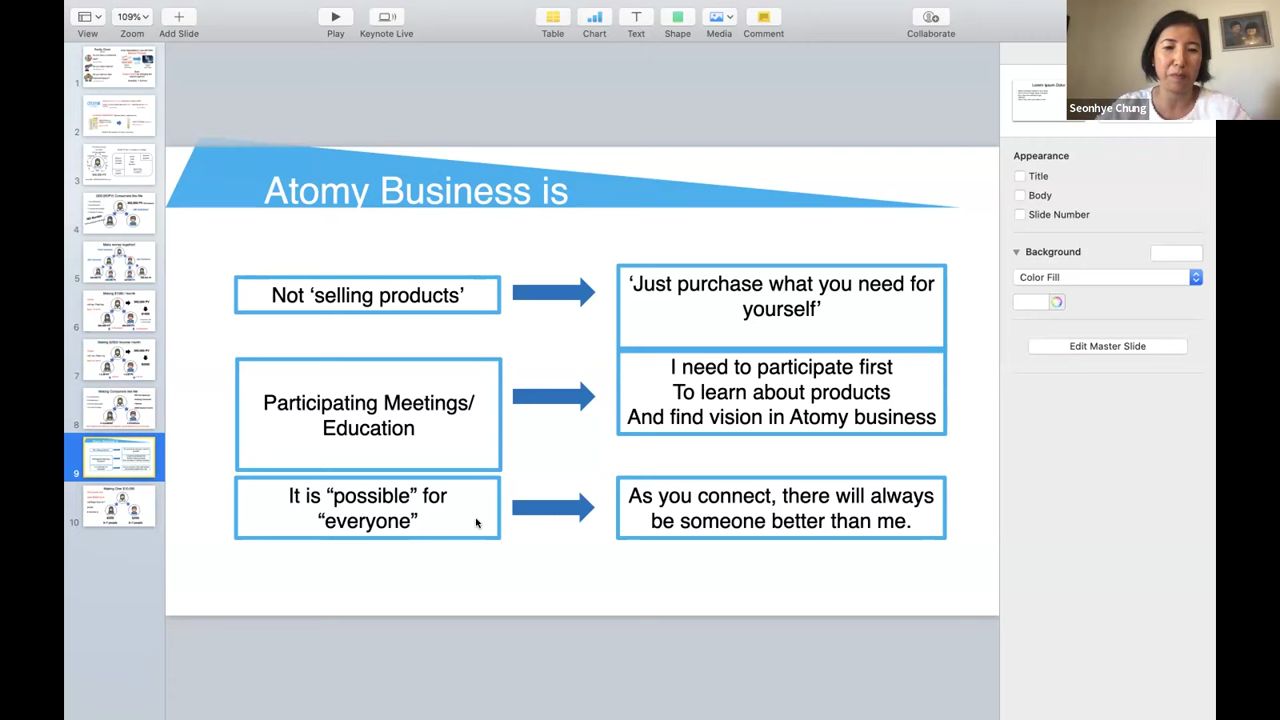 109%
View
Zoom
Add Slide
Play
Keynote Live
Table
Chart
Text
Shape
Media
Comment
Collaborate
Seonhye Chung
1
2
3
4
5
6
7
8
9
10
Atomy Business is
Not ‘selling products’
‘Just purchase what you need for
yourself’
Participating Meetings/
Education
I need to participate first
To learn about products
And find vision in Atomy business
It is “possible” for
“everyone”
As you connect, there will always
be someone better than me.
Lorem Ipsum Dolor
Appearance
Title
Body
Slide Number
Background
Color Fill
Edit Master Slide